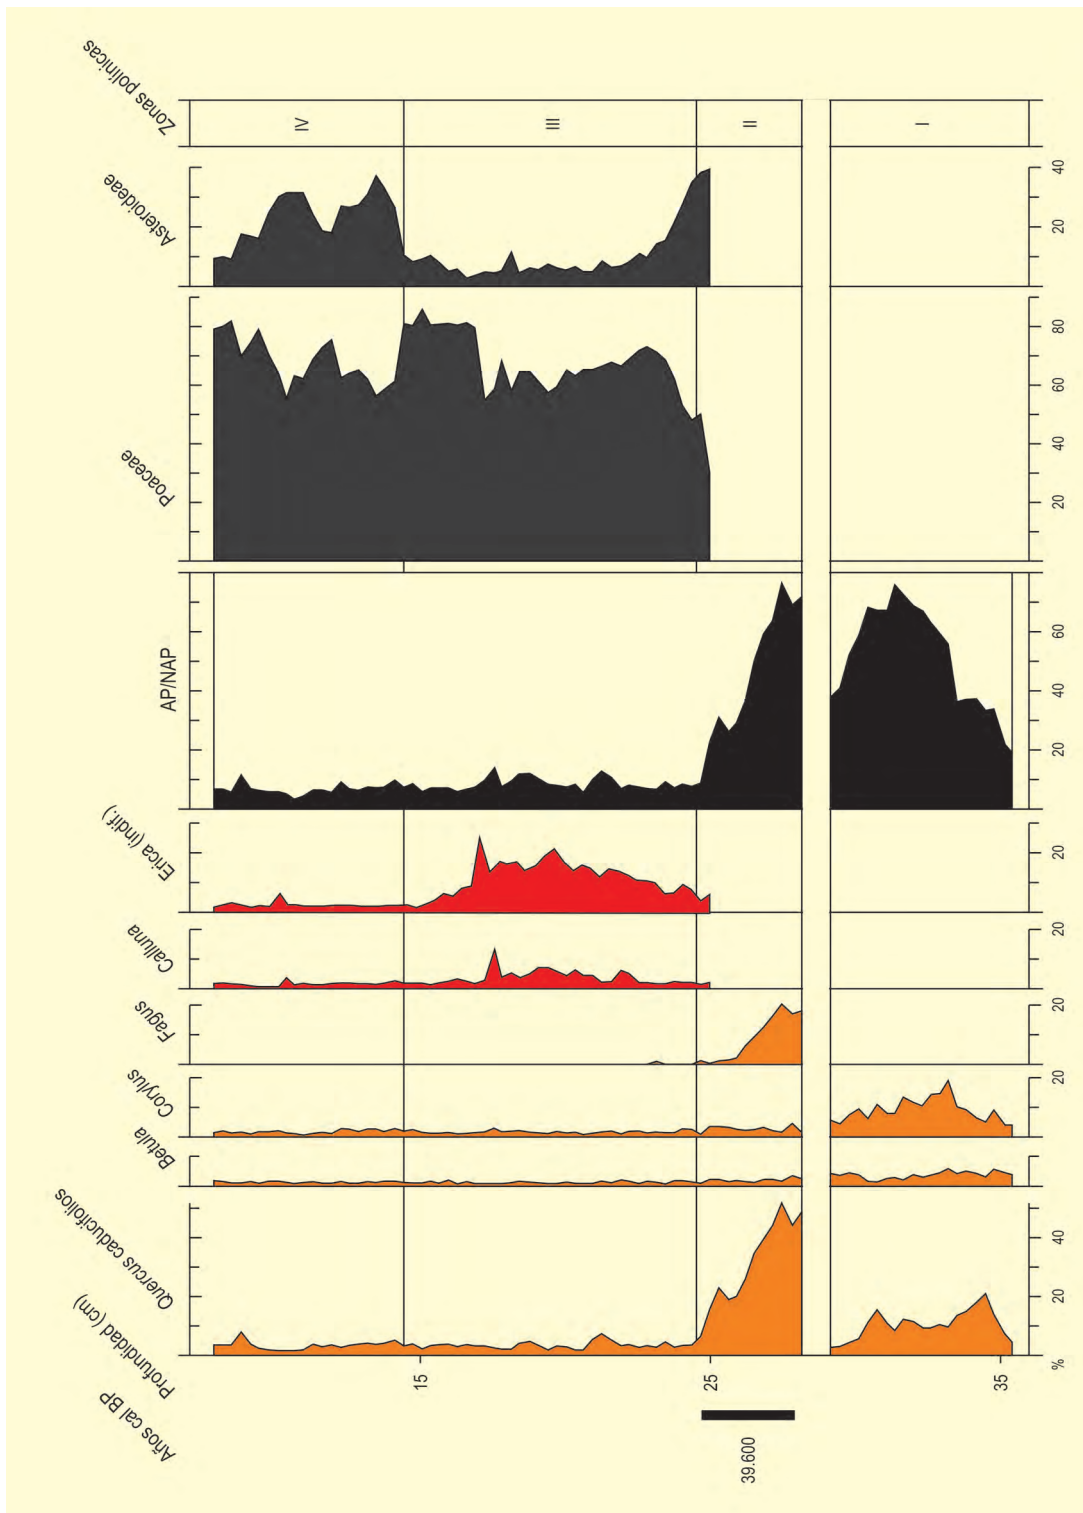 Años cal BP
Profundidad (cm)
Quercus caducifolios
Betula
Corylus
Fagus
Calluna
Erica (indif.)
AP/NAP
Poaceae
Asteroideae
Zonas polínicas
39.600
15
25
35
IV
III
II
I
%
20
40
20
20
20
20
20
40
60
20
40
60
80
20
40